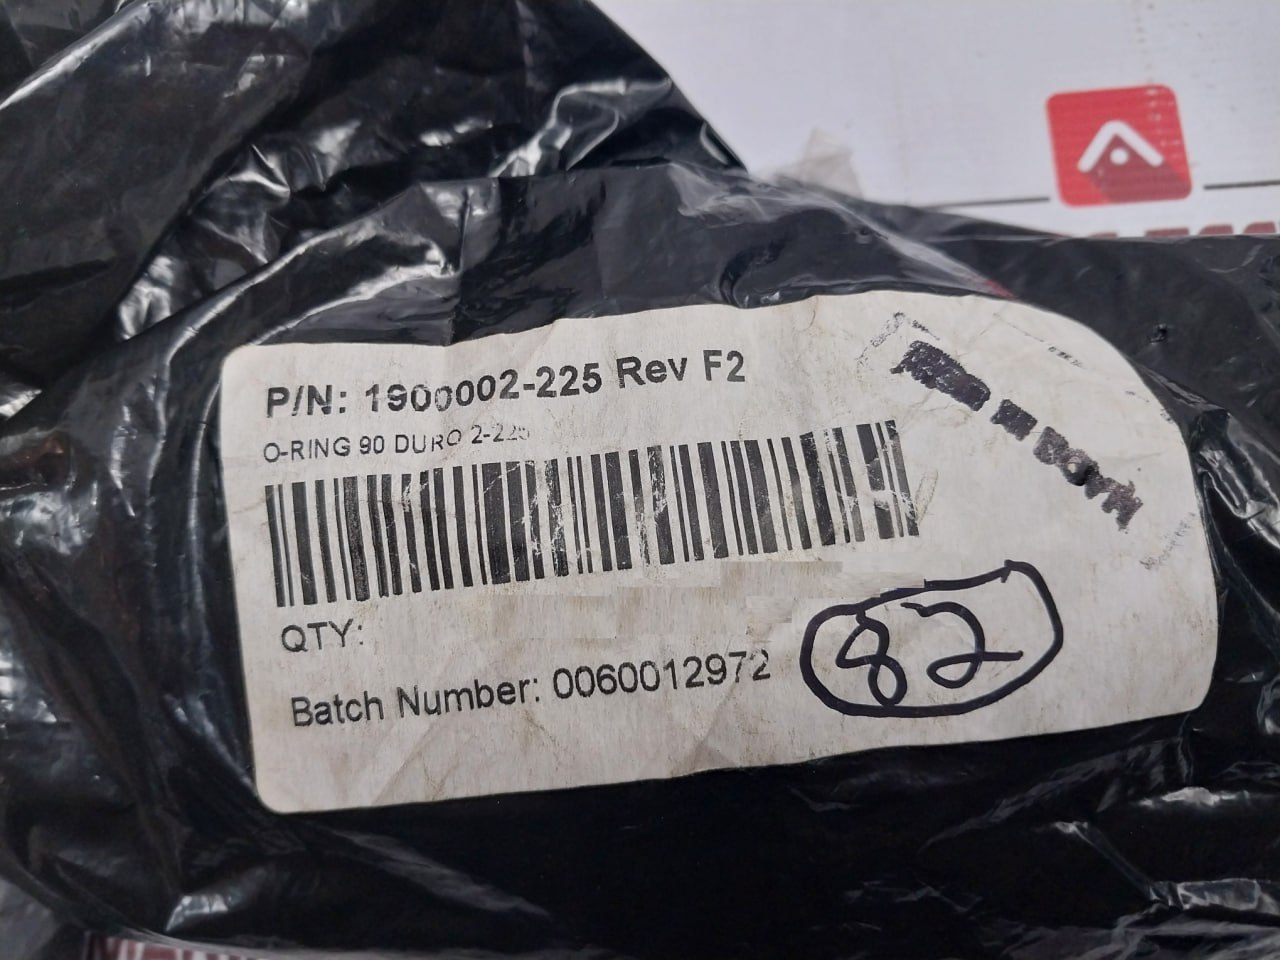 P/N: 1900002-225 Rev F2
O-RING 90 DURO 2-225
QTY:
Batch Number: 0060012972
82